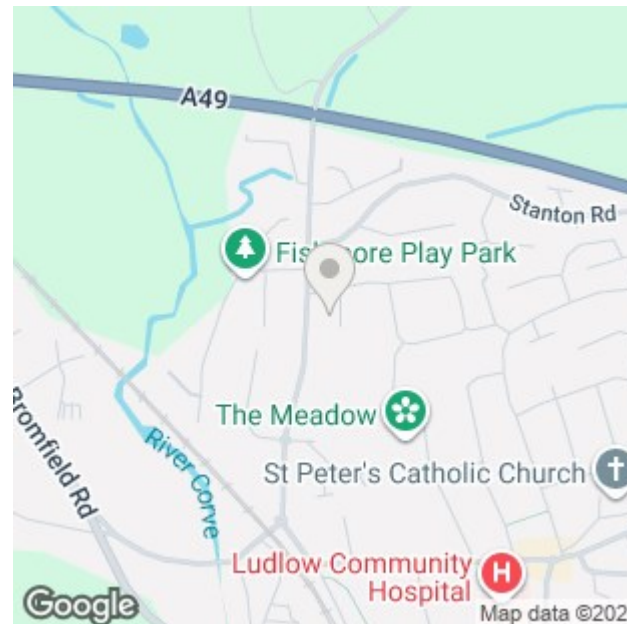 A49
Stanton Rd
Fishmore Play Park
The Meadow
Bromfield Rd
River Corve
St Peter's Catholic Church
Ludlow Community
Hospital
H
Google
Map data ©202